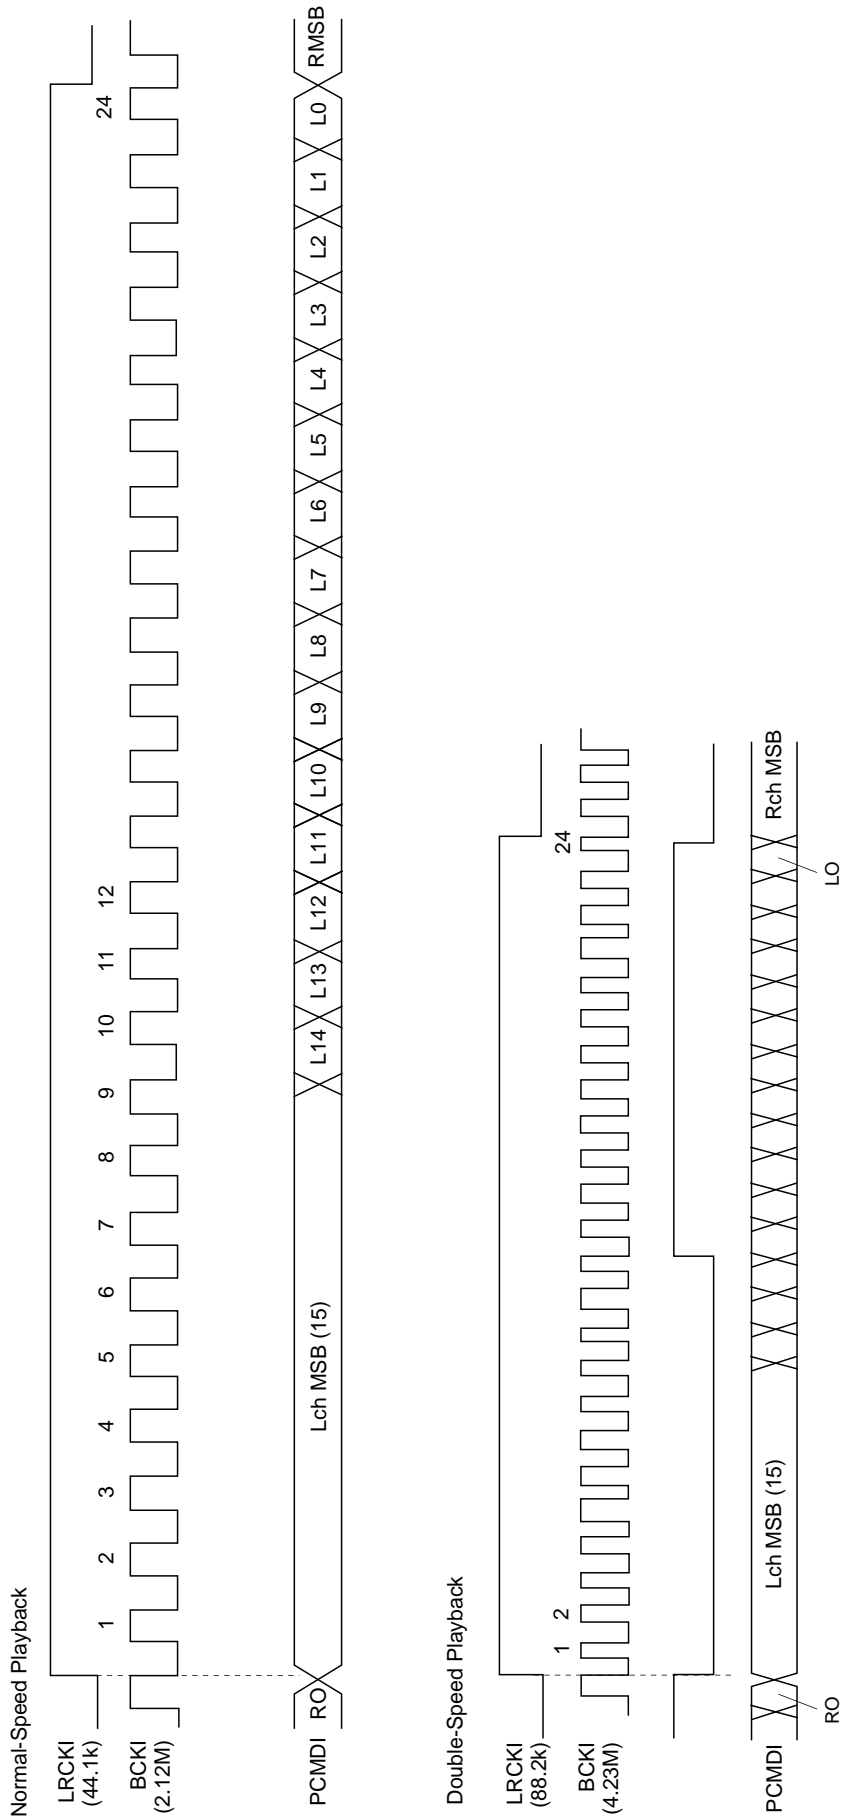 Normal-Speed Playback
LRCKI
(44.1k)
BCKI
(2.12M)
1 2 3 4 5 6 7 8 9 10 11 12 24
PCMDI
RO Lch MSB (15) L14 L13 L12 L11 L10 L9 L8 L7 L6 L5 L4 L3 L2 L1 L0 RMSB
Double-Speed Playback
LRCKI
(88.2k)
BCKI
(4.23M)
1 2 24
PCMDI
Lch MSB (15) Rch MSB
RO LO